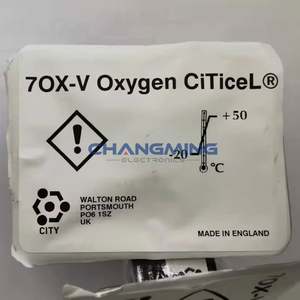 7OX-V Oxygen CiTiceL®
+50
CHANGMING
ELECTRONICS
-20
°C
CITY
WALTON ROAD
PORTSMOUTH
PO6 1SZ
UK
MADE IN ENGLAND